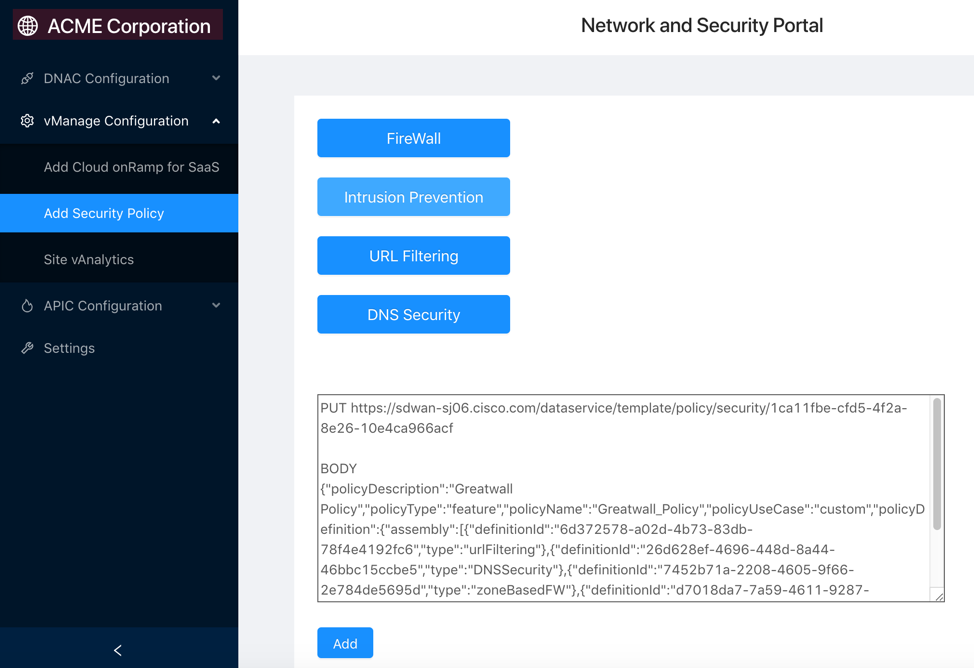 ACME Corporation
Network and Security Portal
DNAC Configuration
vManage Configuration
Add Cloud onRamp for SaaS
Add Security Policy
Site vAnalytics
APIC Configuration
Settings
FireWall
Intrusion Prevention
URL Filtering
DNS Security
PUT https://sdwan-sj06.cisco.com/dataservice/template/policy/security/1ca11fbe-cfd5-4f2a-
8e26-10e4ca966acf
BODY
{"policyDescription":"Greatwall
Policy","policyType":"feature","policyName":"Greatwall_Policy","policyUseCase":"custom","policyD
efinition":{"assembly":[{"definitionId":"6d372578-a02d-4b73-83db-
78f4e4192fc6","type":"urlFiltering"},{"definitionId":"26d628ef-4696-448d-8a44-
46bbc15ccbe5","type":"DNSSecurity"},{"definitionId":"7452b71a-2208-4605-9f66-
2e784de5695d","type":"zoneBasedFW"},{"definitionId":"d7018da7-7a59-4611-9287-
Add